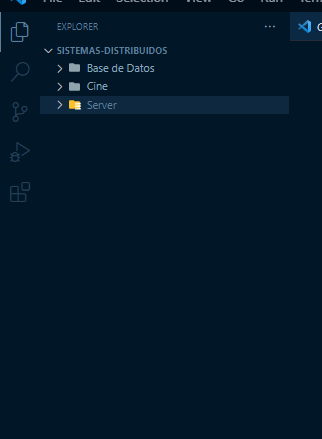 EXPLORER ...
G
SISTEMAS-DISTRIBUIDOS
Base de Datos
Cine
Server